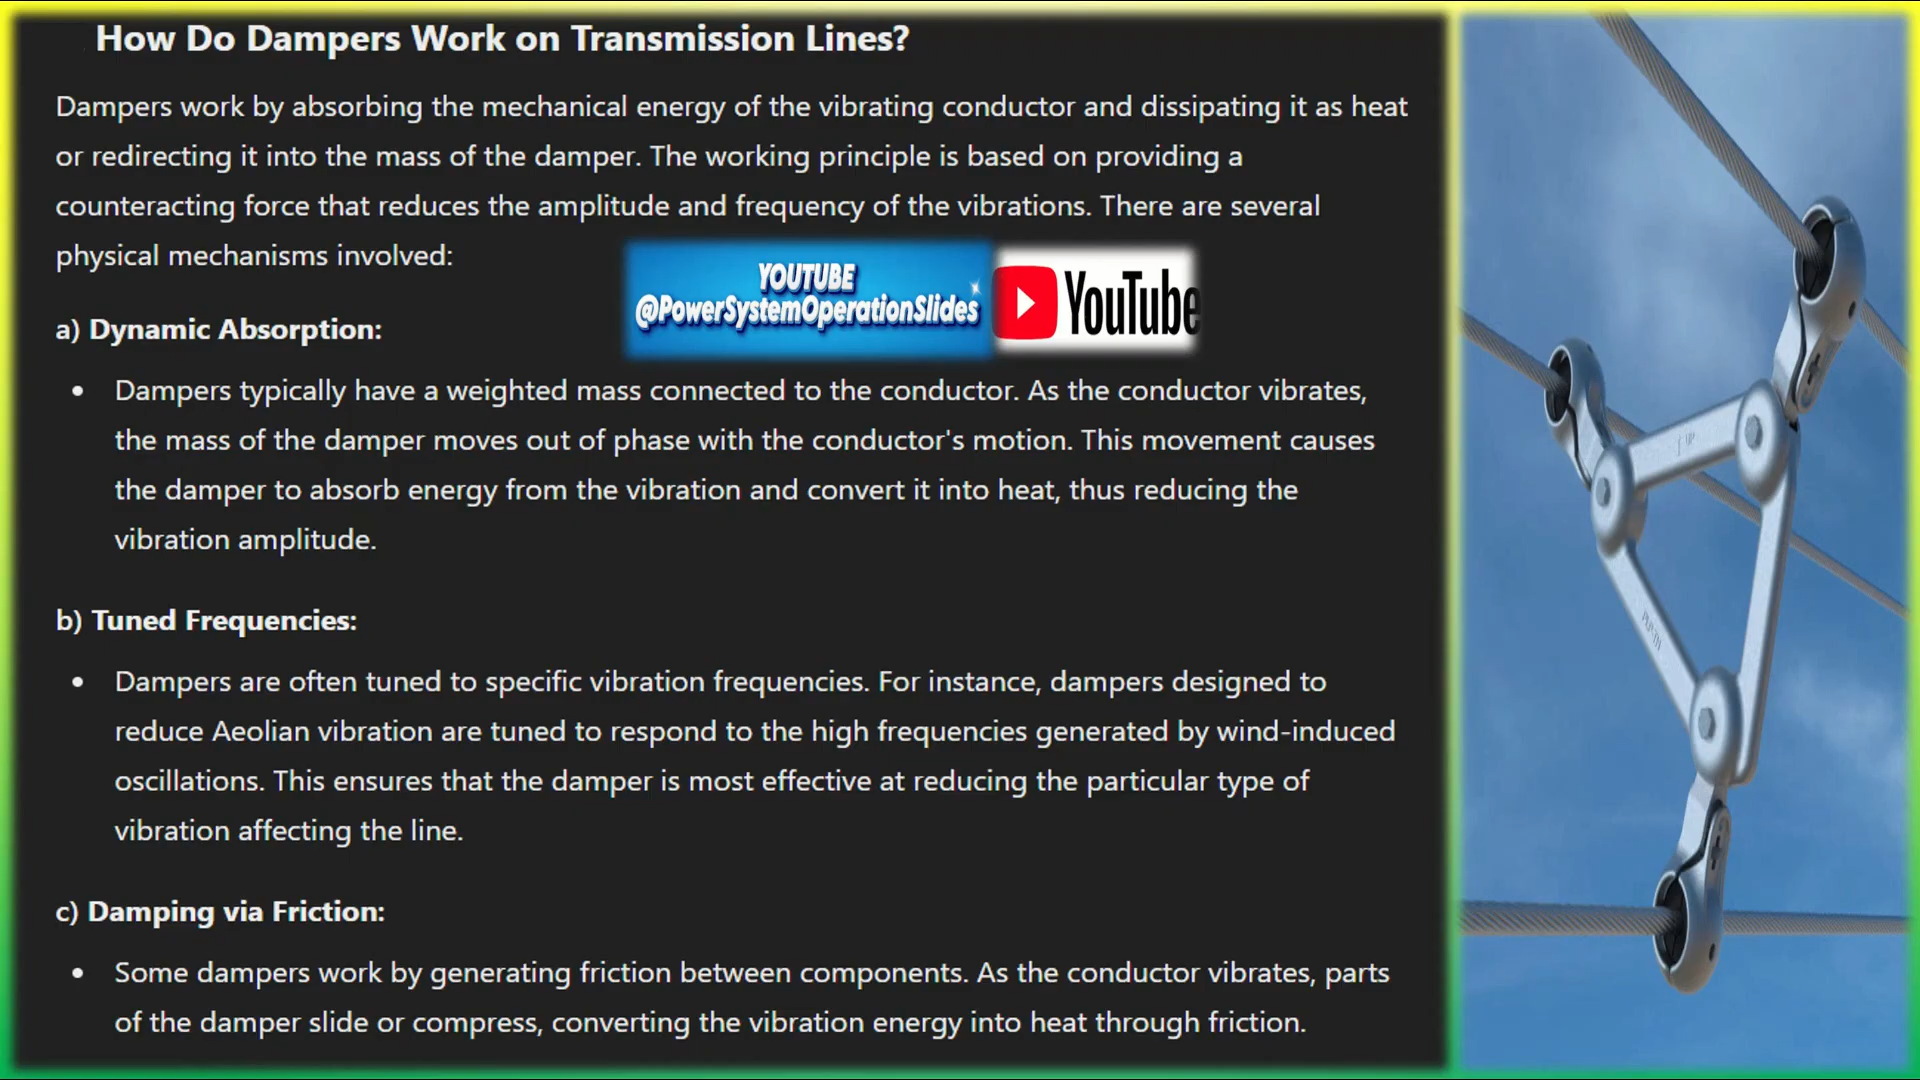 How Do Dampers Work on Transmission Lines?
Dampers work by absorbing the mechanical energy of the vibrating conductor and dissipating it as heat
or redirecting it into the mass of the damper. The working principle is based on providing a
counteracting force that reduces the amplitude and frequency of the vibrations. There are several
physical mechanisms involved:
YOUTUBE
@PowerSystemOperationSlides
YouTube
a) Dynamic Absorption:
• Dampers typically have a weighted mass connected to the conductor. As the conductor vibrates,
the mass of the damper moves out of phase with the conductor's motion. This movement causes
the damper to absorb energy from the vibration and convert it into heat, thus reducing the
vibration amplitude.
b) Tuned Frequencies:
• Dampers are often tuned to specific vibration frequencies. For instance, dampers designed to
reduce Aeolian vibration are tuned to respond to the high frequencies generated by wind-induced
oscillations. This ensures that the damper is most effective at reducing the particular type of
vibration affecting the line.
c) Damping via Friction:
• Some dampers work by generating friction between components. As the conductor vibrates, parts
of the damper slide or compress, converting the vibration energy into heat through friction.